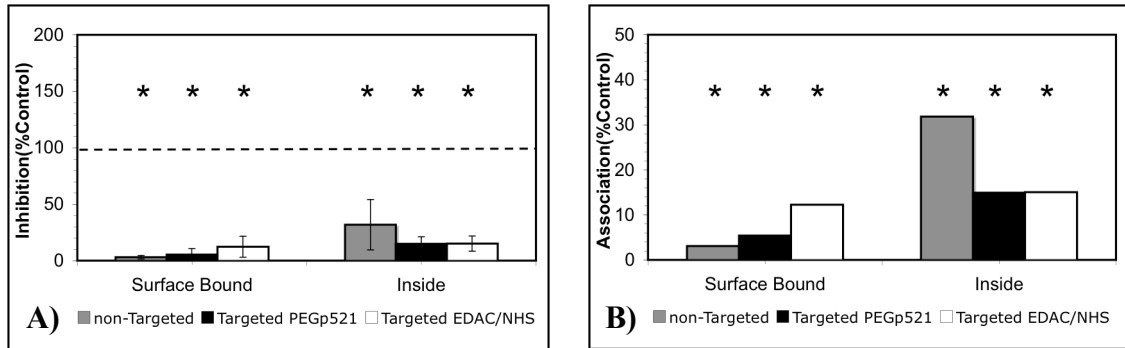 Inhibition(%Control)
200
150
100
50
0
* * * * * *
Surface Bound Inside
A) non-Targeted Targeted PEGp521 Targeted EDAC/NHS
Association(%Control)
50
40
30
20
10
0
* * * * * *
Surface Bound Inside
B) non-Targeted Targeted PEGp521 Targeted EDAC/NHS